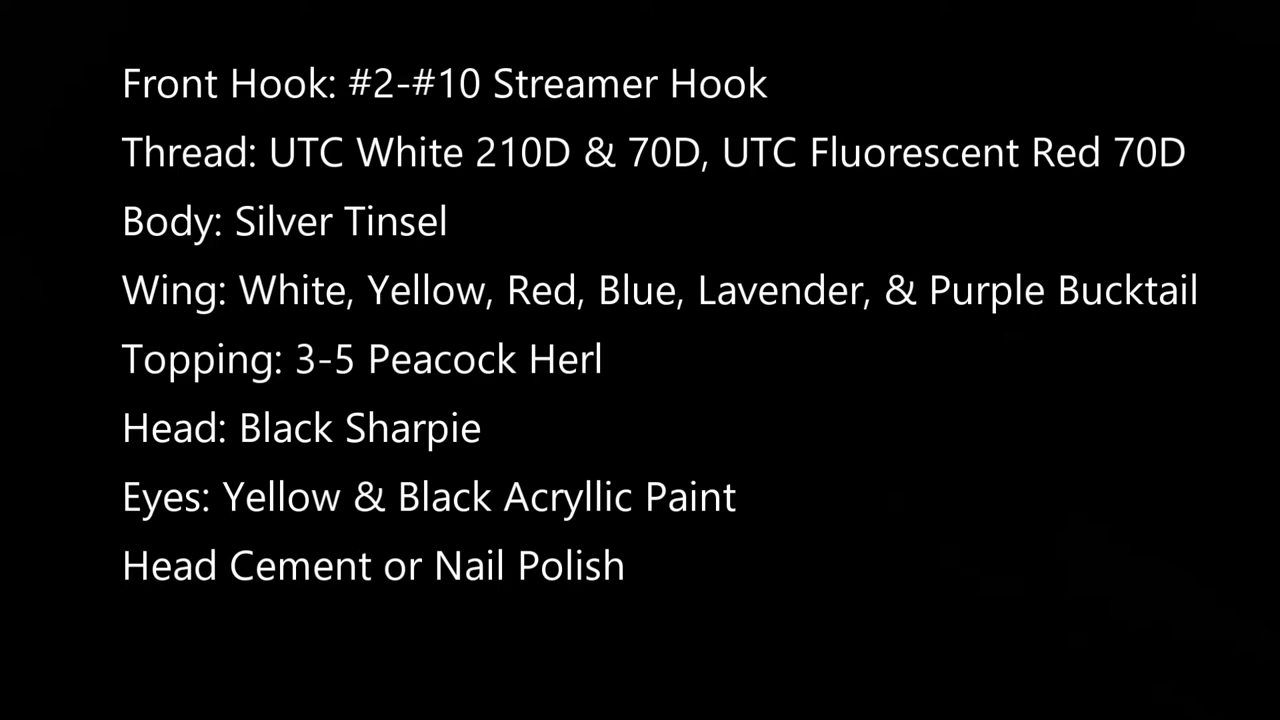 Front Hook: #2-#10 Streamer Hook
Thread: UTC White 210D & 70D, UTC Fluorescent Red 70D
Body: Silver Tinsel
Wing: White, Yellow, Red, Blue, Lavender, & Purple Bucktail
Topping: 3-5 Peacock Herl
Head: Black Sharpie
Eyes: Yellow & Black Acryllic Paint
Head Cement or Nail Polish